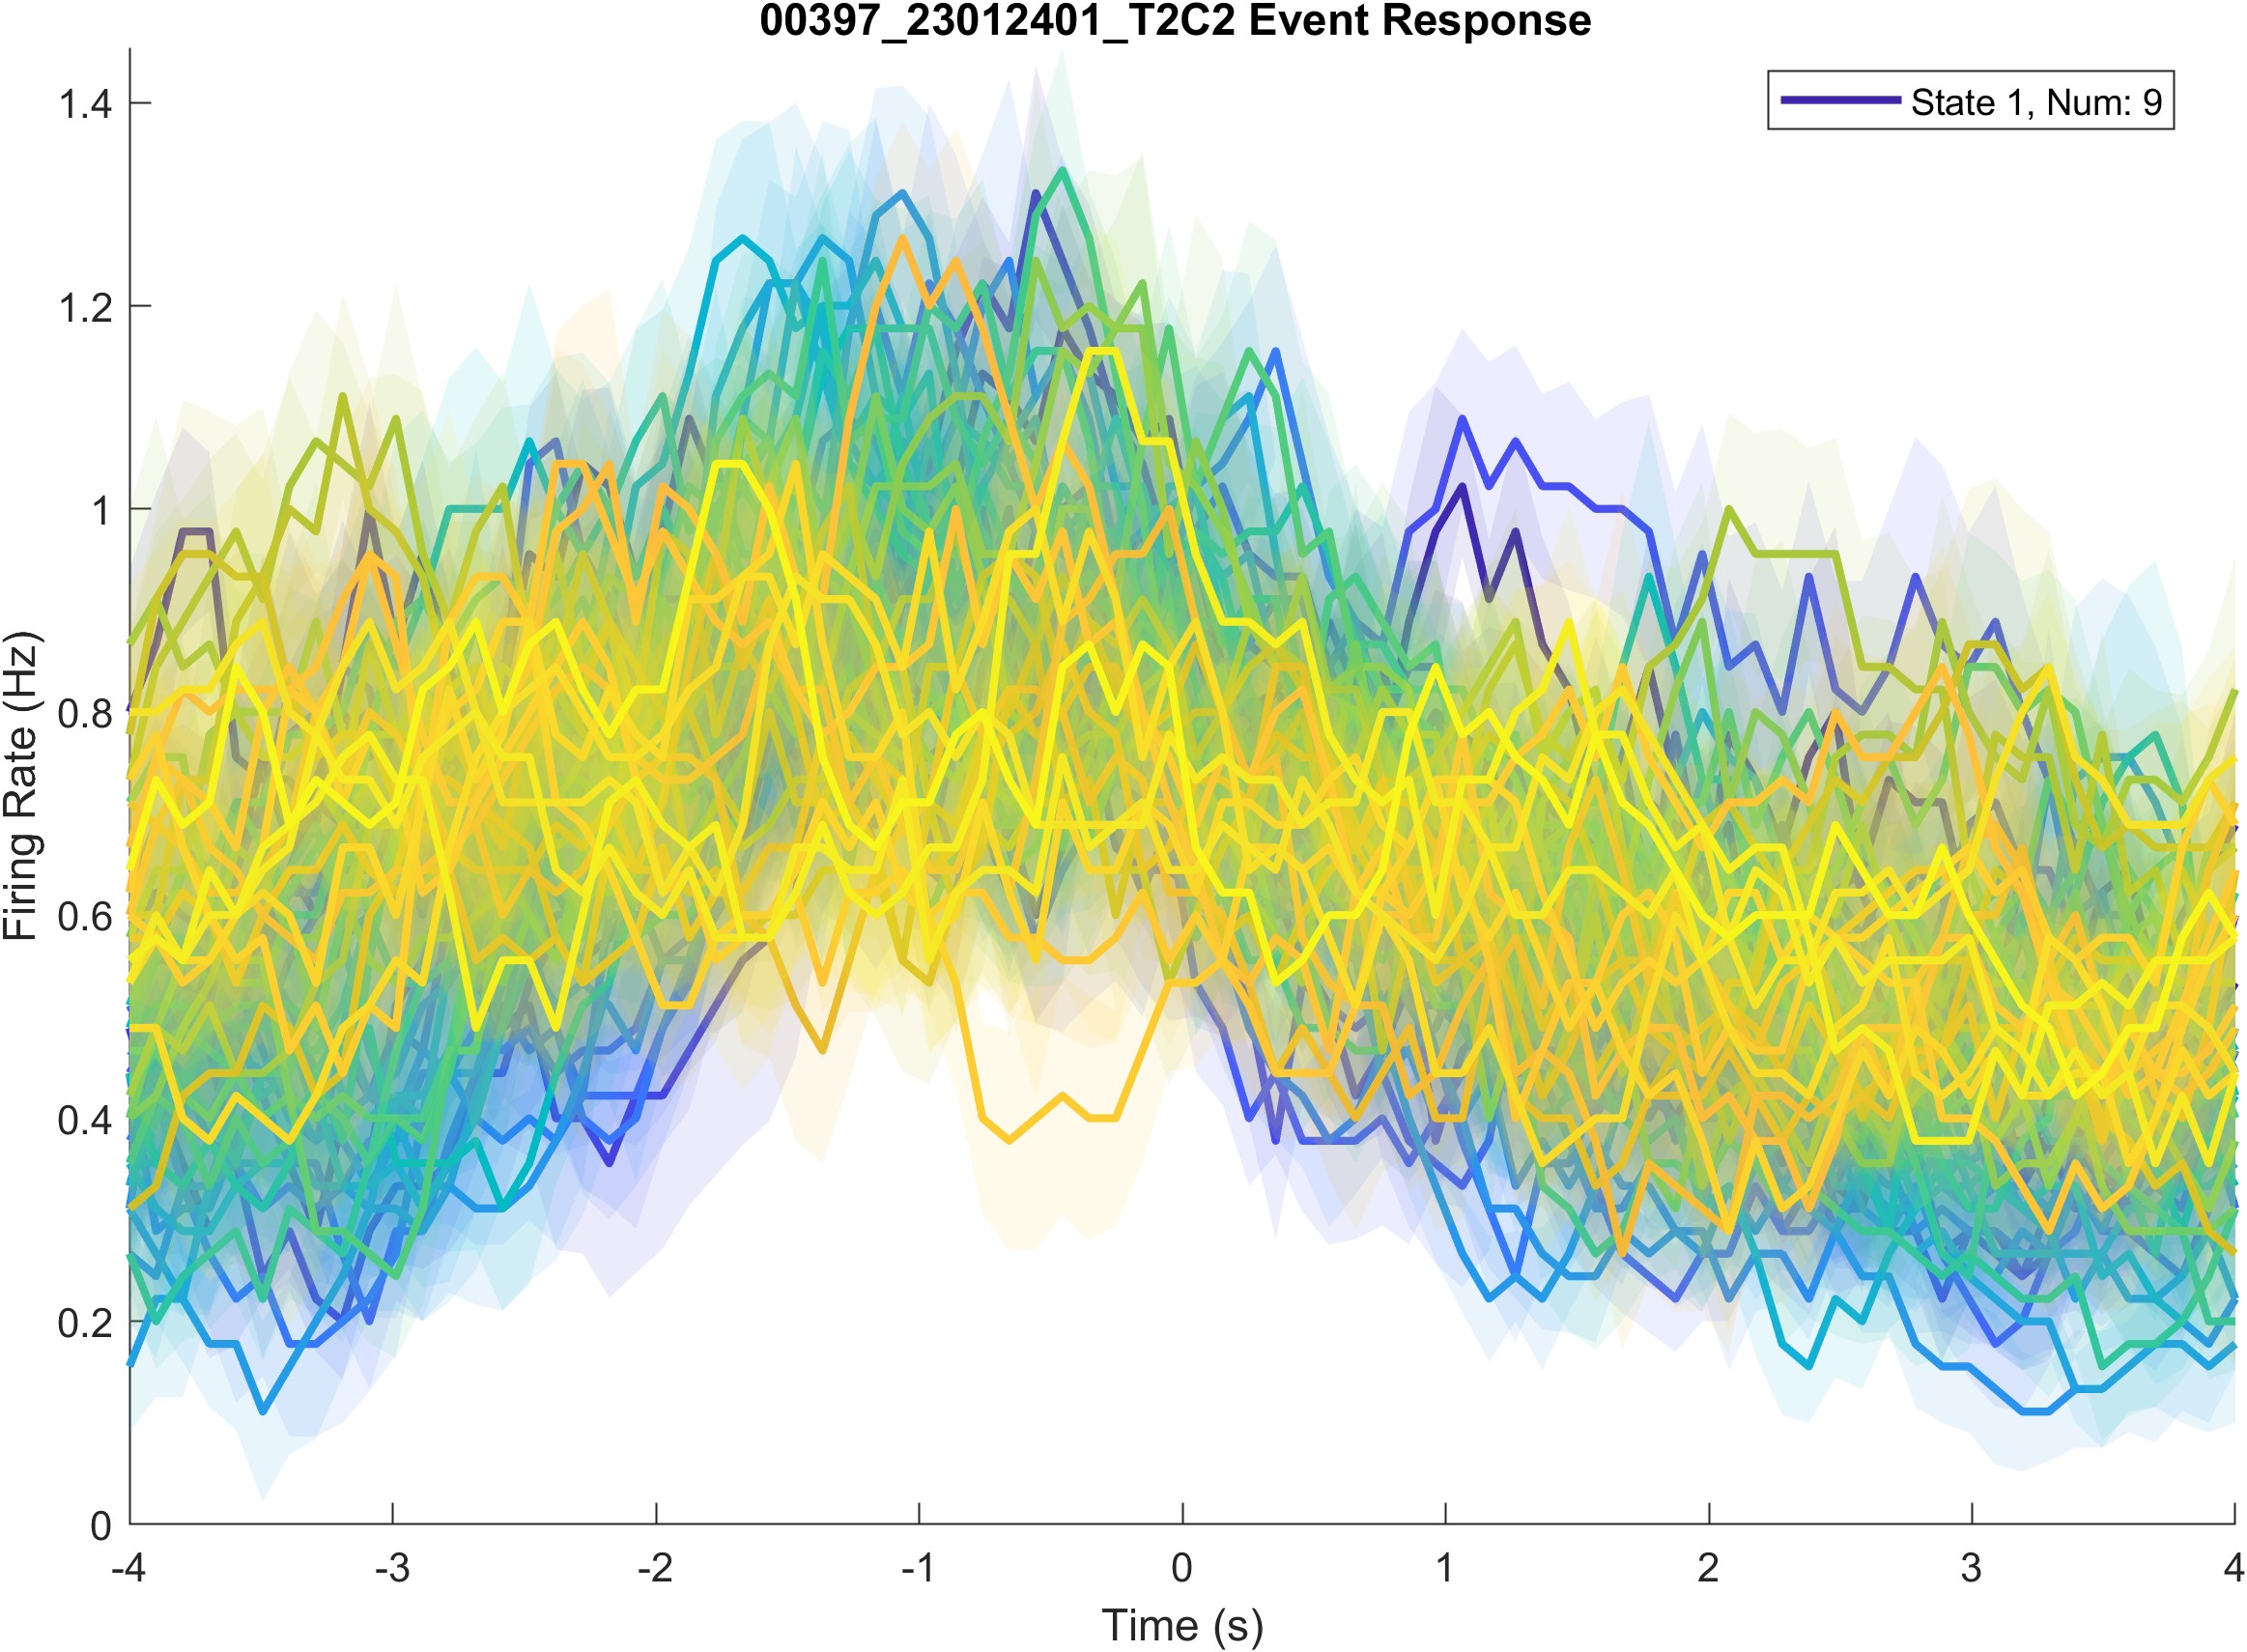 00397_23012401_T2C2 Event Response
State 1, Num: 9
Firing Rate (Hz)
1.4
1.2
1
0.8
0.6
0.4
0.2
0
-4 -3 -2 -1 0 1 2 3 4
Time (s)